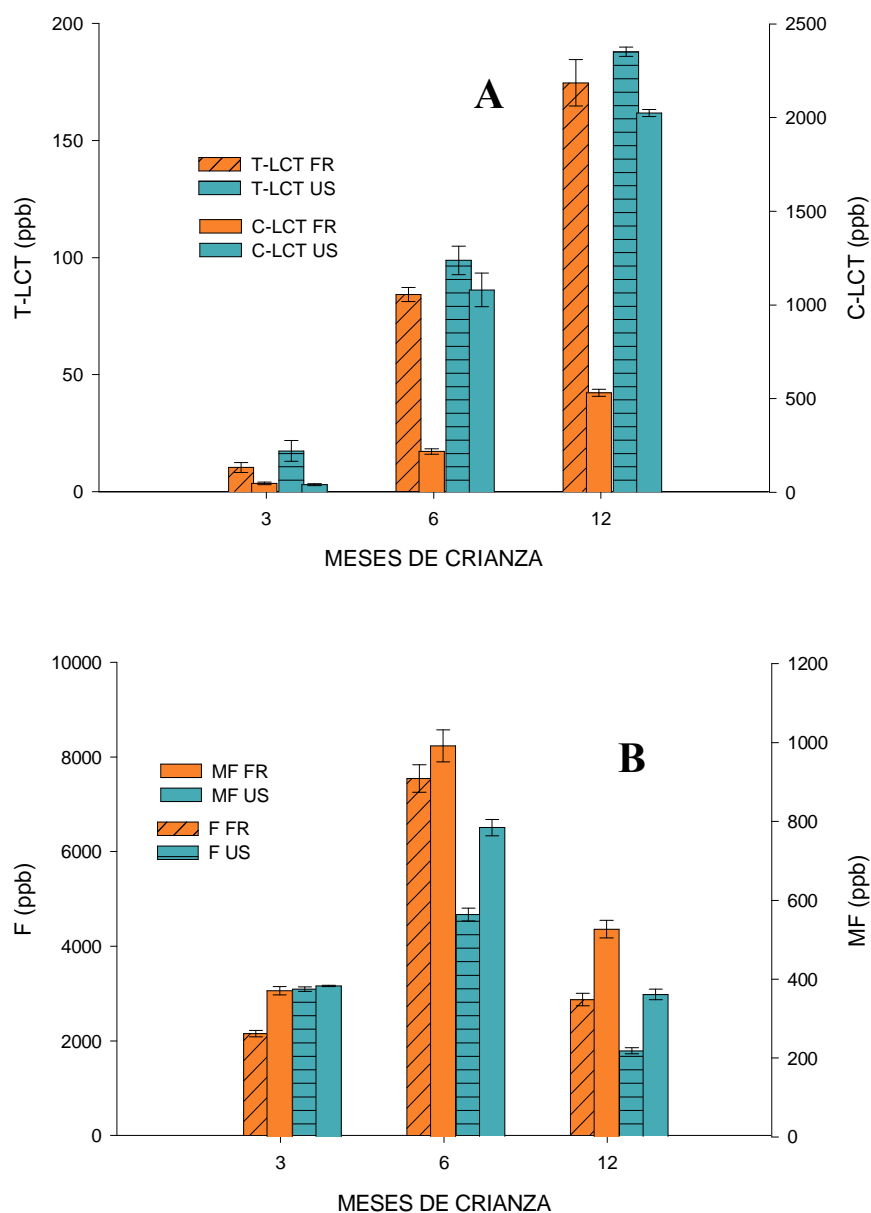 200
150
100
50
0
T-LCT (ppb)
A
T-LCT FR
T-LCT US
C-LCT FR
C-LCT US
2500
2000
1500
1000
500
0
C-LCT (ppb)
3 6 12
MESES DE CRIANZA
10000
8000
6000
4000
2000
0
F (ppb)
B
MF FR
MF US
F FR
F US
1200
1000
800
600
400
200
0
MF (ppb)
3 6 12
MESES DE CRIANZA